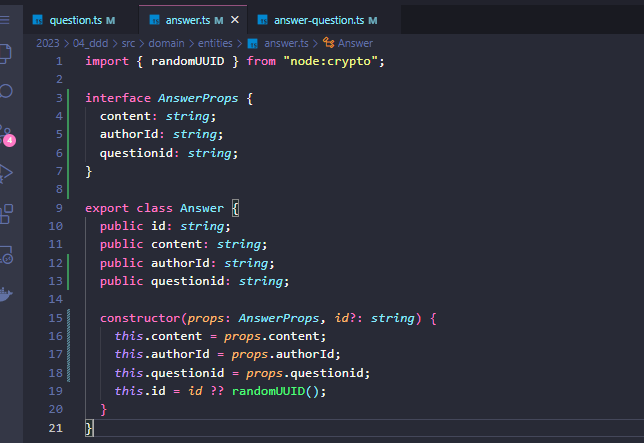 question.ts M answer.ts M × answer-question.ts M
2023 > 04_ddd > src > domain > entities > answer.ts > Answer
1 import { randomUUID } from "node:crypto";
2
3 interface AnswerProps {
4 content: string;
5 authorId: string;
6 questionid: string;
7 }
8
9 export class Answer {
10 public id: string;
11 public content: string;
12 public authorId: string;
13 public questionid: string;
14
15 constructor(props: AnswerProps, id?: string) {
16 this.content = props.content;
17 this.authorId = props.authorId;
18 this.questionid = props.questionid;
19 this.id = id ?? randomUUID();
20 }
21 }
4